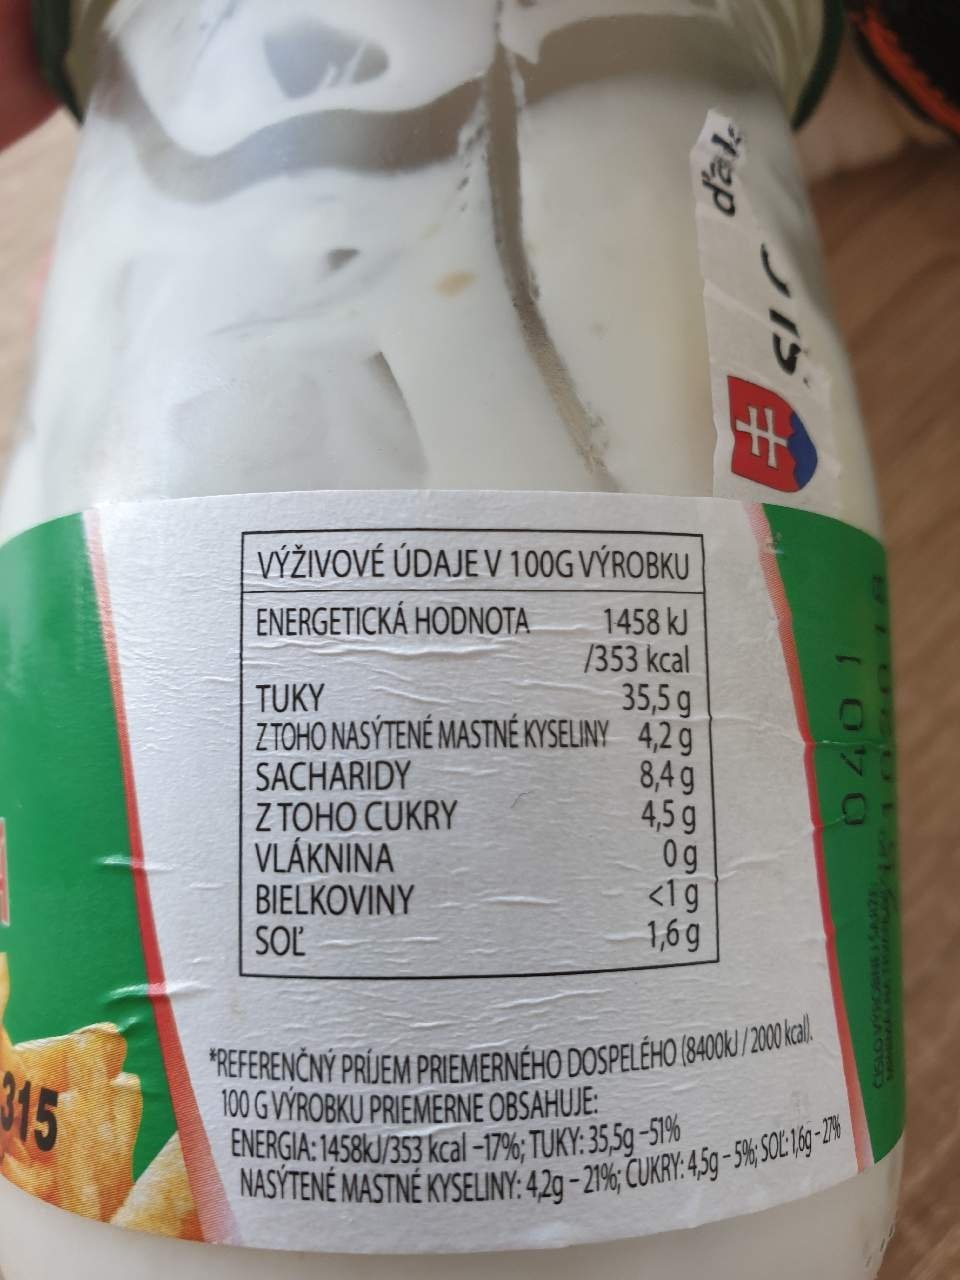 ďak
VÝŽIVOVÉ ÚDAJE V 100G VÝROBKU
ENERGETICKÁ HODNOTA 1458 kJ
/353 kcal
TUKY 35,5 g
Z TOHO NASÝTENÉ MASTNÉ KYSELINY 4,2 g
SACHARIDY 8,4 g
Z TOHO CUKRY 4,5 g
VLÁKNINA 0 g
BIELKOVINY <1 g
SOĽ 1,6 g
*REFERENČNÝ PRÍJEM PRIEMERNÉHO DOSPELÉHO (8400kJ / 2000 kcal).
100 G VÝROBKU PRIEMERNE OBSAHUJE:
ENERGIA: 1458kJ/353 kcal –17%; TUKY: 35,5g –51%
NASÝTENÉ MASTNÉ KYSELINY: 4,2g – 21%; CUKRY: 4,5g – 5%; SOĽ: 1,6g – 27%
315